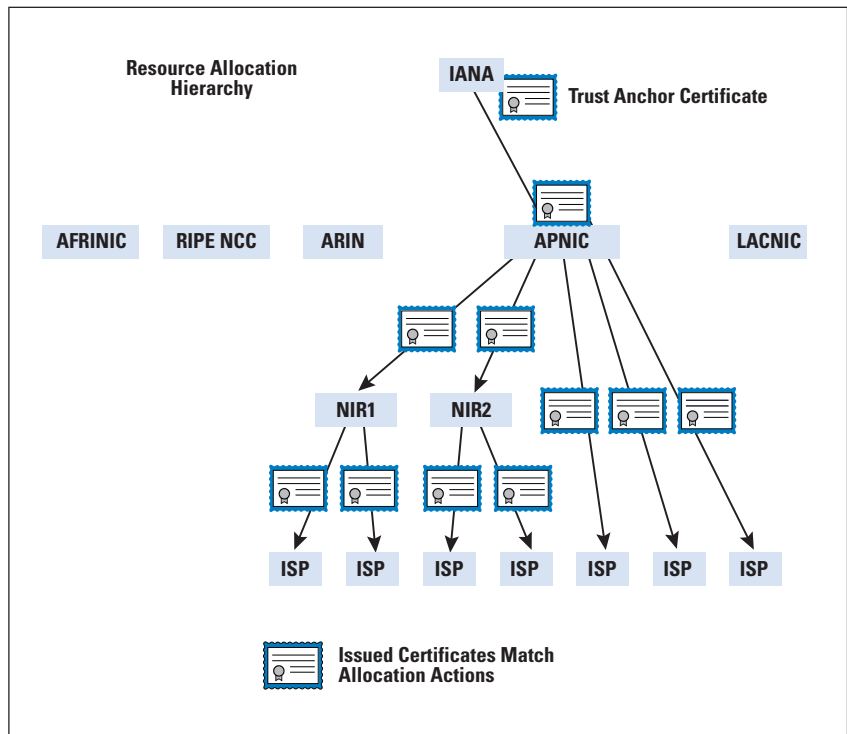 Resource Allocation
Hierarchy
IANA
Trust Anchor Certificate
AFRINIC
RIPE NCC
ARIN
APNIC
LACNIC
NIR1
NIR2
ISP
ISP
ISP
ISP
ISP
ISP
ISP
Issued Certificates Match
Allocation Actions